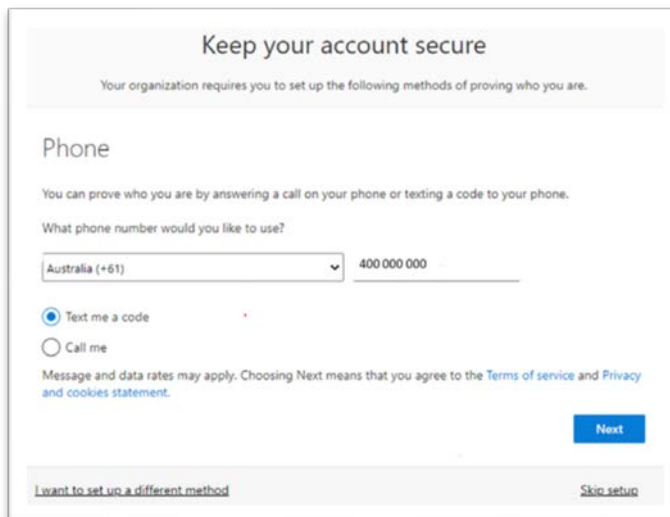 Keep your account secure
Your organization requires you to set up the following methods of proving who you are.
Phone
You can prove who you are by answering a call on your phone or texting a code to your phone.
What phone number would you like to use?
Australia (+61) 400 000 000
Text me a code
Call me
Message and data rates may apply. Choosing Next means that you agree to the Terms of service and Privacy
and cookies statement.
Next
I want to set up a different method Skip setup